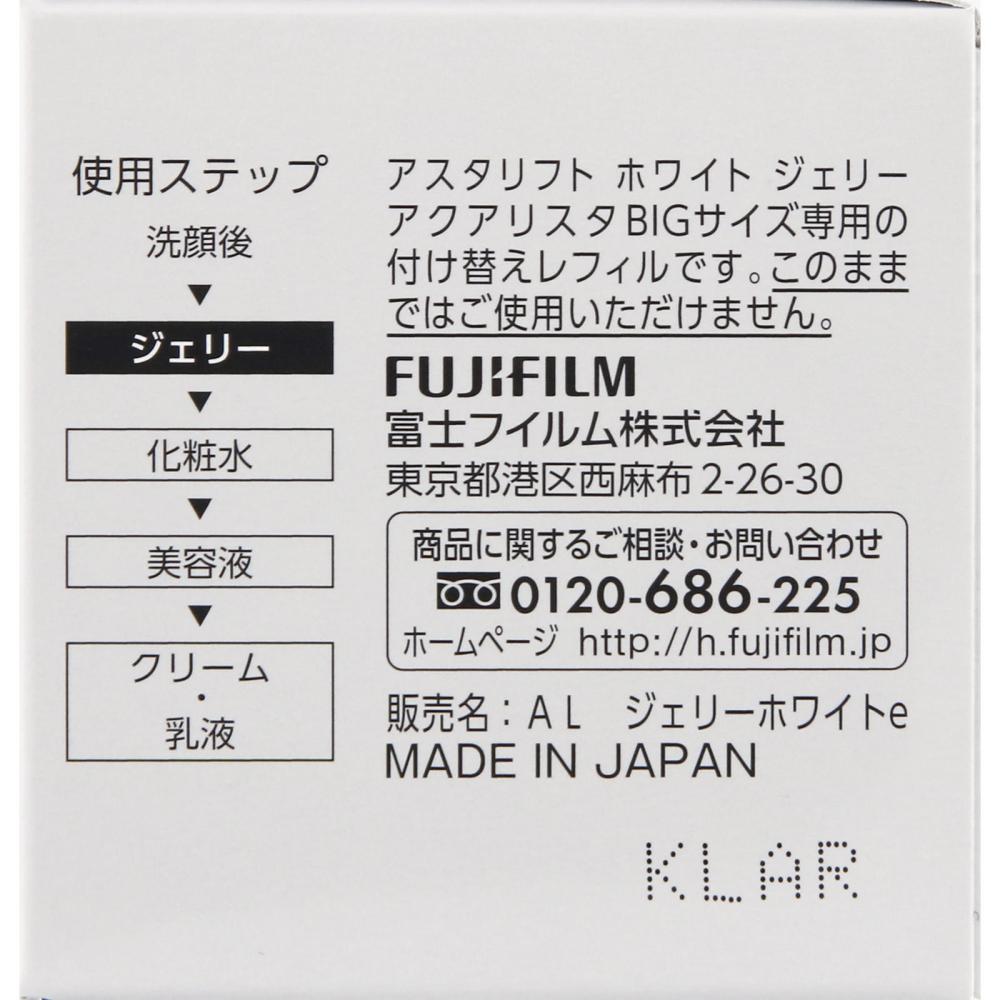 使用ステップ
洗顔後
▼
ジェリー
▼
化粧水
▼
美容液
▼
クリーム
・
乳液
アスタリフト ホワイト ジェリー
アクアリスタBIGサイズ専用の
付け替えレフィルです。このまま
ではご使用いただけません。
FUJIFILM
富士フイルム株式会社
東京都港区西麻布2-26-30
商品に関するご相談・お問い合わせ
0120-686-225
ホームページ http://h.fujifilm.jp
販売名：ＡＬ　ジェリーホワイトe
MADE IN JAPAN
KLAR